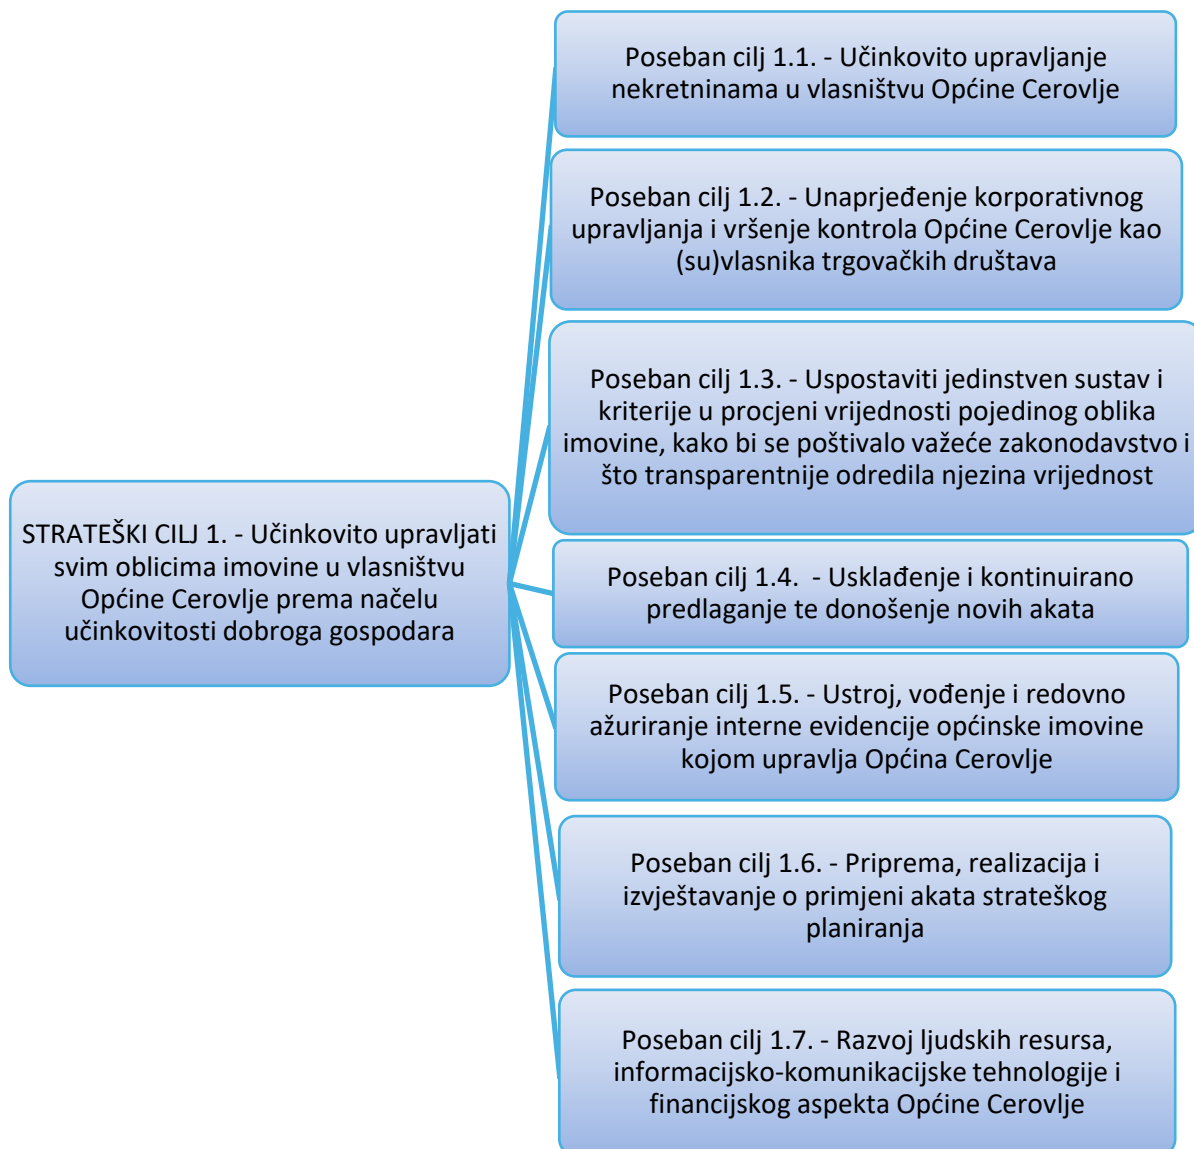 Poseban cilj 1.1. - Učinkovito upravljanje
nekretninama u vlasništvu Općine Cerovlje
Poseban cilj 1.2. - Unaprjeđenje korporativnog
upravljanja i vršenje kontrola Općine Cerovlje kao
(su)vlasnika trgovačkih društava
Poseban cilj 1.3. - Uspostaviti jedinstven sustav i
kriterije u procjeni vrijednosti pojedinog oblika
imovine, kako bi se poštivalo važeće zakonodavstvo i
što transparentnije odredila njezina vrijednost
STRATEŠKI CILJ 1. - Učinkovito upravljati
svim oblicima imovine u vlasništvu
Općine Cerovlje prema načelu
učinkovitosti dobroga gospodara
Poseban cilj 1.4.  - Usklađenje i kontinuirano
predlaganje te donošenje novih akata
Poseban cilj 1.5. - Ustroj, vođenje i redovno
ažuriranje interne evidencije općinske imovine
kojom upravlja Općina Cerovlje
Poseban cilj 1.6. - Priprema, realizacija i
izvještavanje o primjeni akata strateškog
planiranja
Poseban cilj 1.7. - Razvoj ljudskih resursa,
informacijsko-komunikacijske tehnologije i
financijskog aspekta Općine Cerovlje